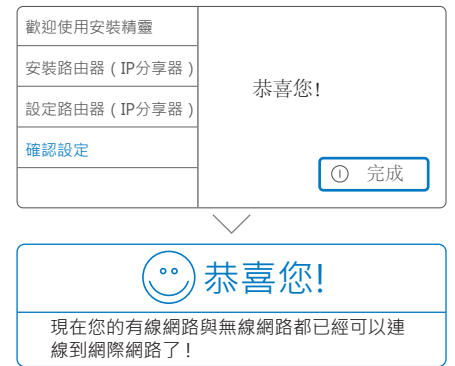 歡迎使用安裝精靈
安裝路由器（IP分享器）
設定路由器（IP分享器）
確認設定
恭喜您!
完成
恭喜您!
現在您的有線網路與無線網路都已經可以連
線到網際網路了！